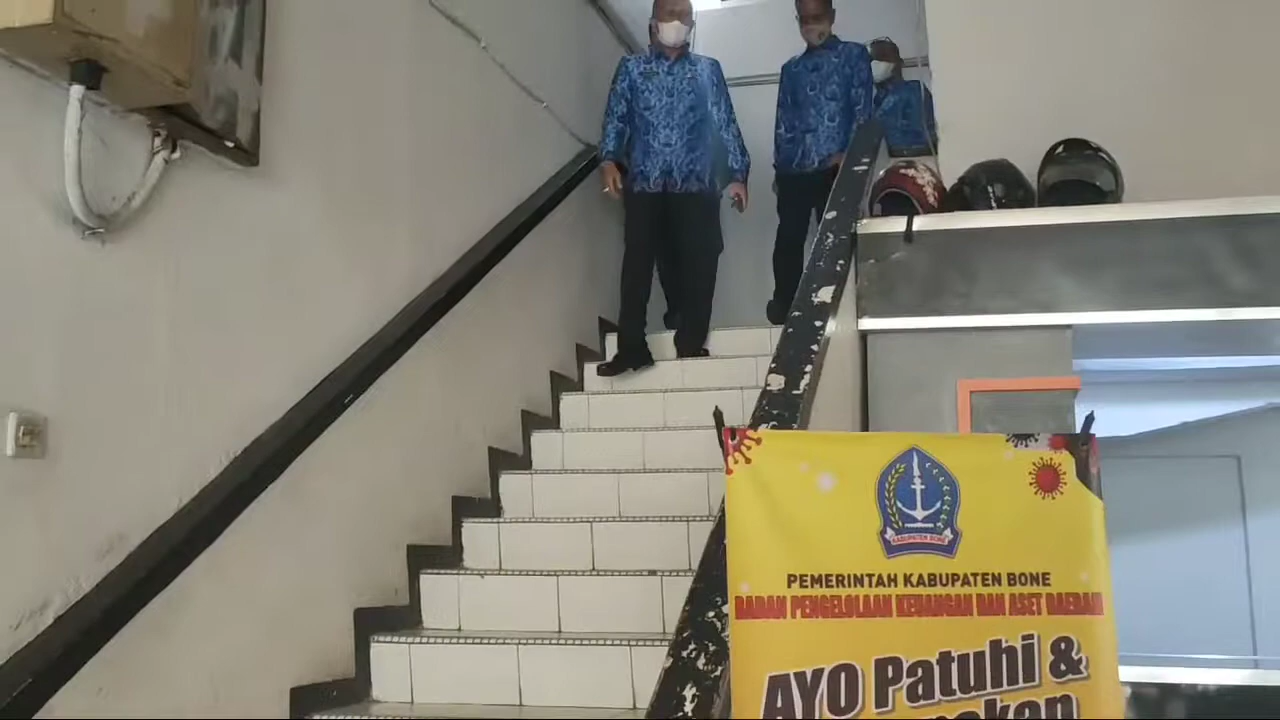 KABUPATEN BONE
PEMERINTAH KABUPATEN BONE
BADAN PENGELOLAAN KEUANGAN DAN ASET DAERAH
AYO Patuhi &